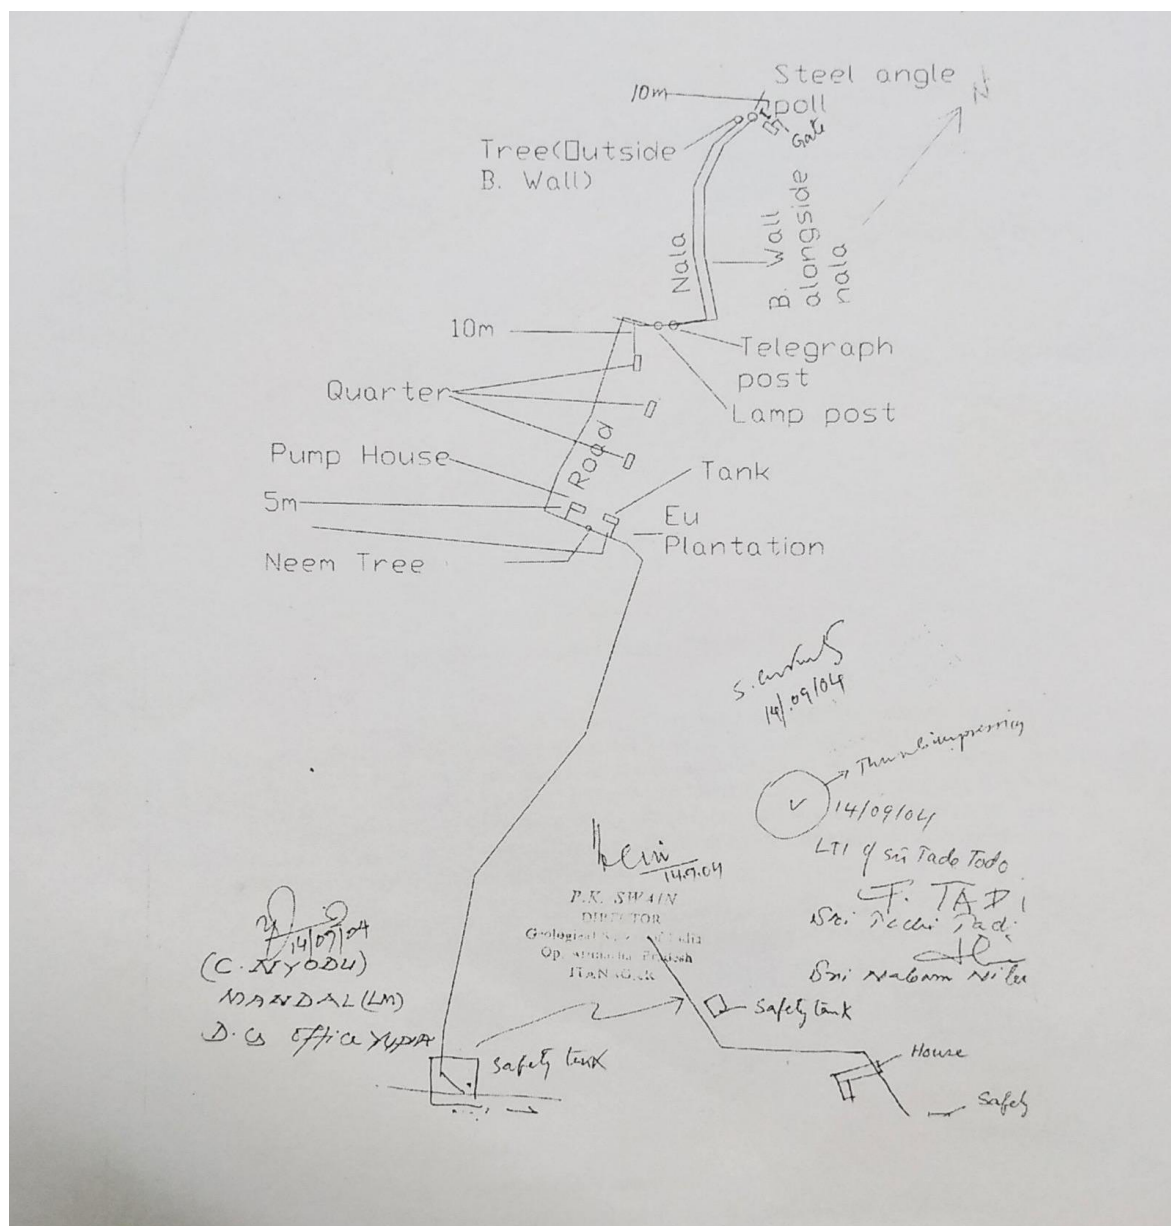 Steel angle
poll
10m
N
Gate
Tree(Outside
B. Wall)
Nala
B. Wall
alongside
nala
10m
Telegraph
post
Lamp post
Quarter
Road
Pump House
Tank
5m
Eu
Plantation
Neem Tree
14/09/04
14/09/04
LTI of Sri Tado Todo
14.9.04
P.K. SWAIN
DIRECTOR
Geological Survey of India
Op. Arunachal Pradesh
ITANAGAR
T. TADI
Sri Techi Tadi
Sri Nabam
14/09/04
(C. NYODU)
MANDAL (LM)
D.C's office YUPIA
Safety tank
Safety tank
House
Safety